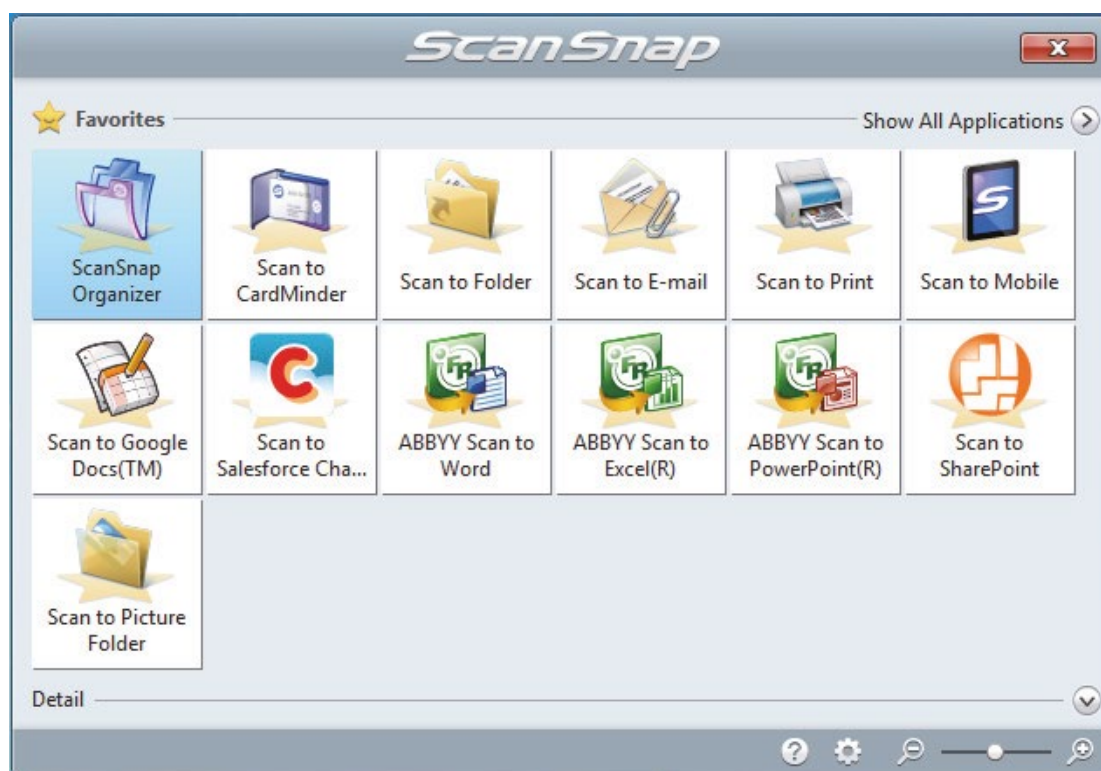 ScanSnap
Favorites
Show All Applications
ScanSnap
Organizer
Scan to
CardMinder
Scan to Folder
Scan to E-mail
Scan to Print
Scan to Mobile
Scan to Google
Docs(TM)
Scan to
Salesforce Cha...
ABBYY Scan to
Word
ABBYY Scan to
Excel(R)
ABBYY Scan to
PowerPoint(R)
Scan to
SharePoint
Scan to Picture
Folder
Detail